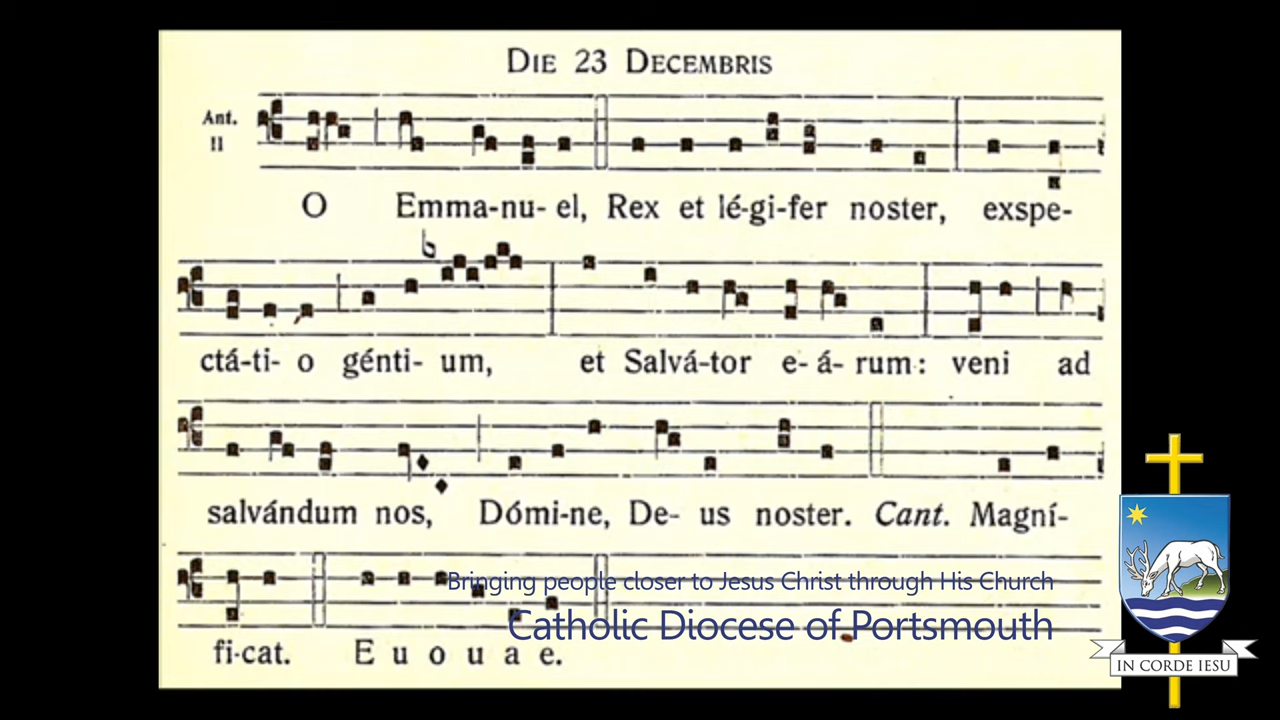 DIE 23 DECEMBRIS
Ant.
II
O Emma-nu- el, Rex et lé-gi-fer noster, exspe-
ctá-ti- o génti- um, et Salvá-tor e- á- rum: veni ad
salvándum nos, Dómi-ne, De- us noster. Cant. Magní-
Bringing people closer to Jesus Christ through His Church
Catholic Diocese of Portsmouth
fi-cat. E u o u a e.
IN CORDE IESU